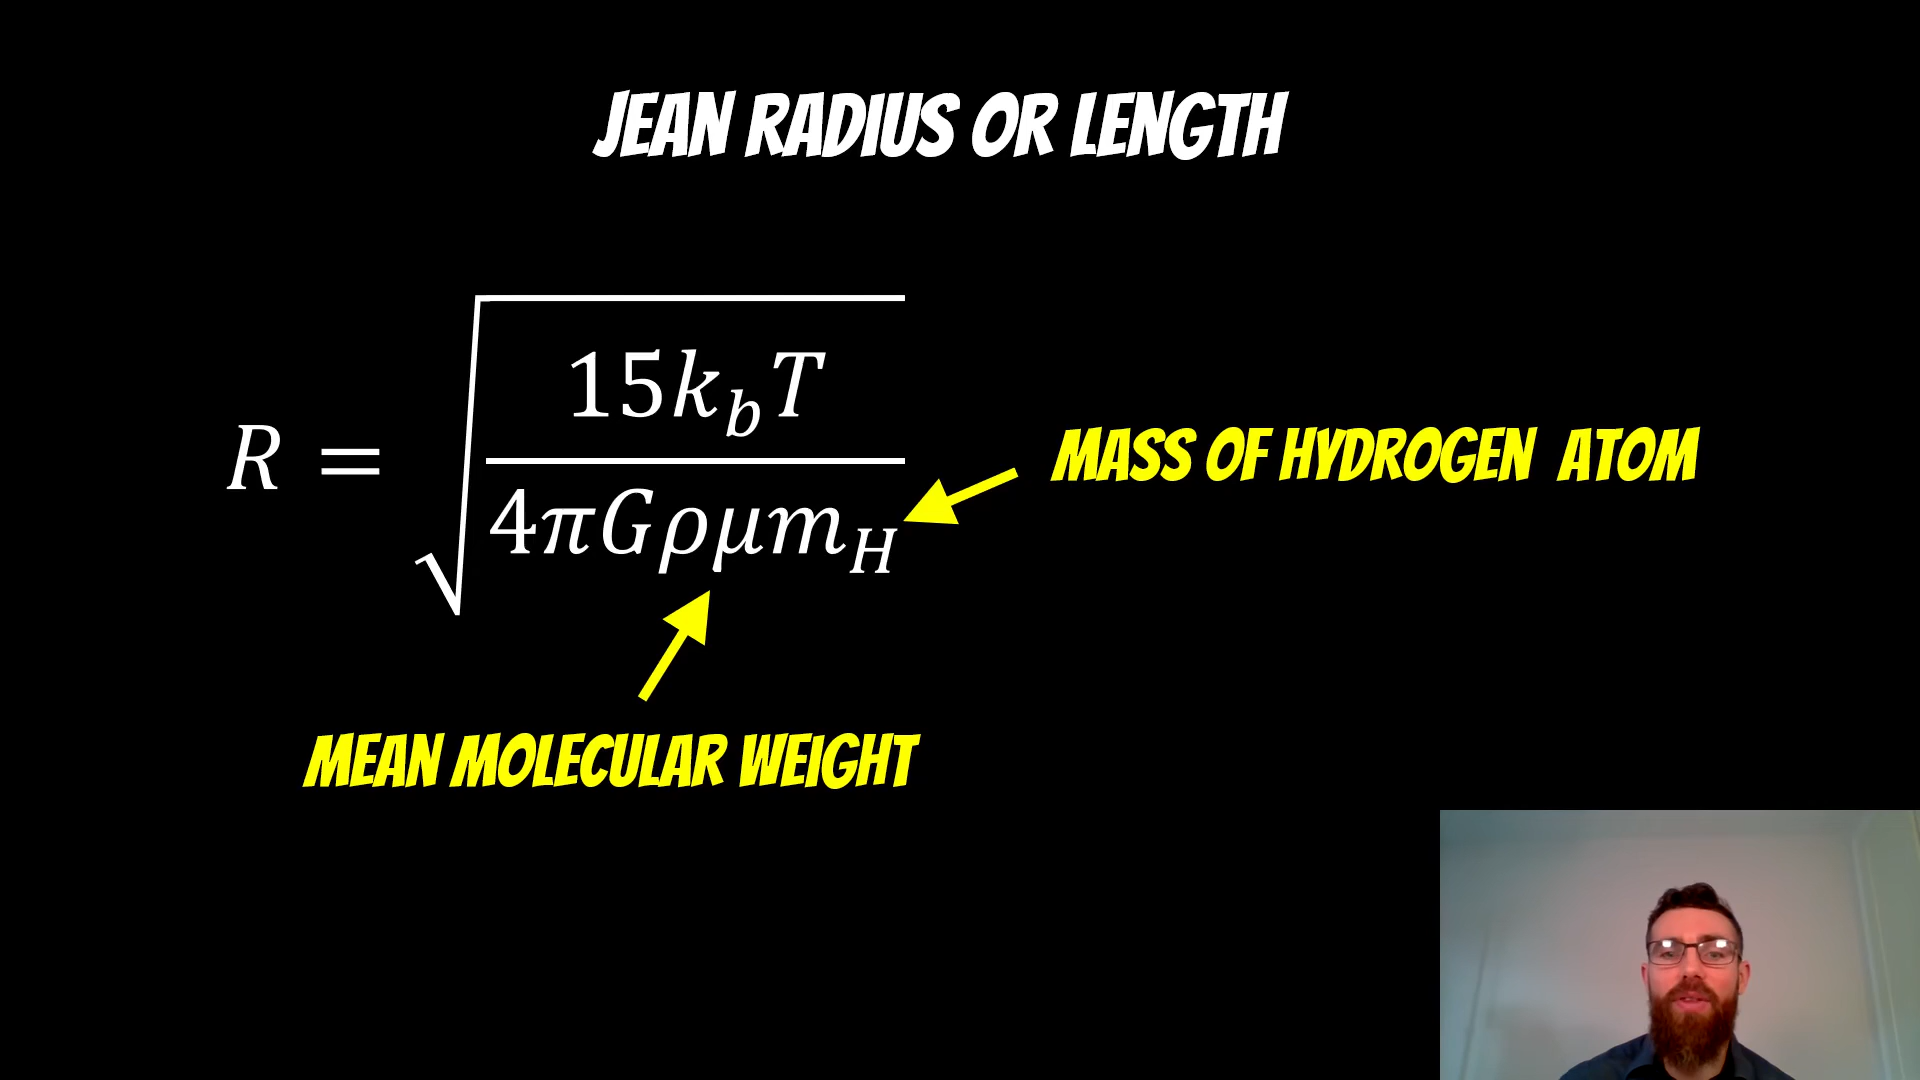 JEAN RADIUS OR LENGTH
R = √(15k_bT / 4πGρμm_H)
MASS OF HYDROGEN ATOM
MEAN MOLECULAR WEIGHT